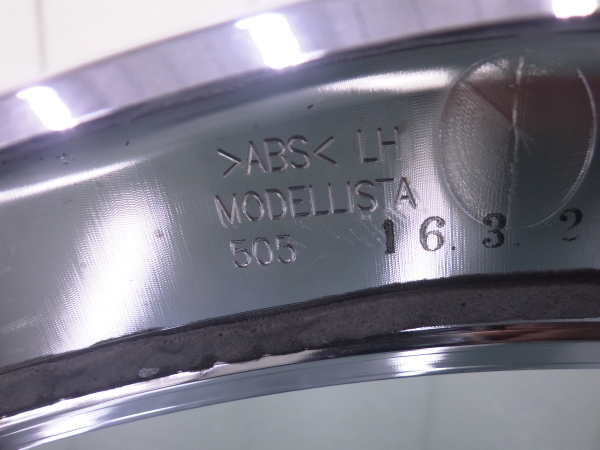 >ABS< LH
MODELLISTA
505
16.3.2